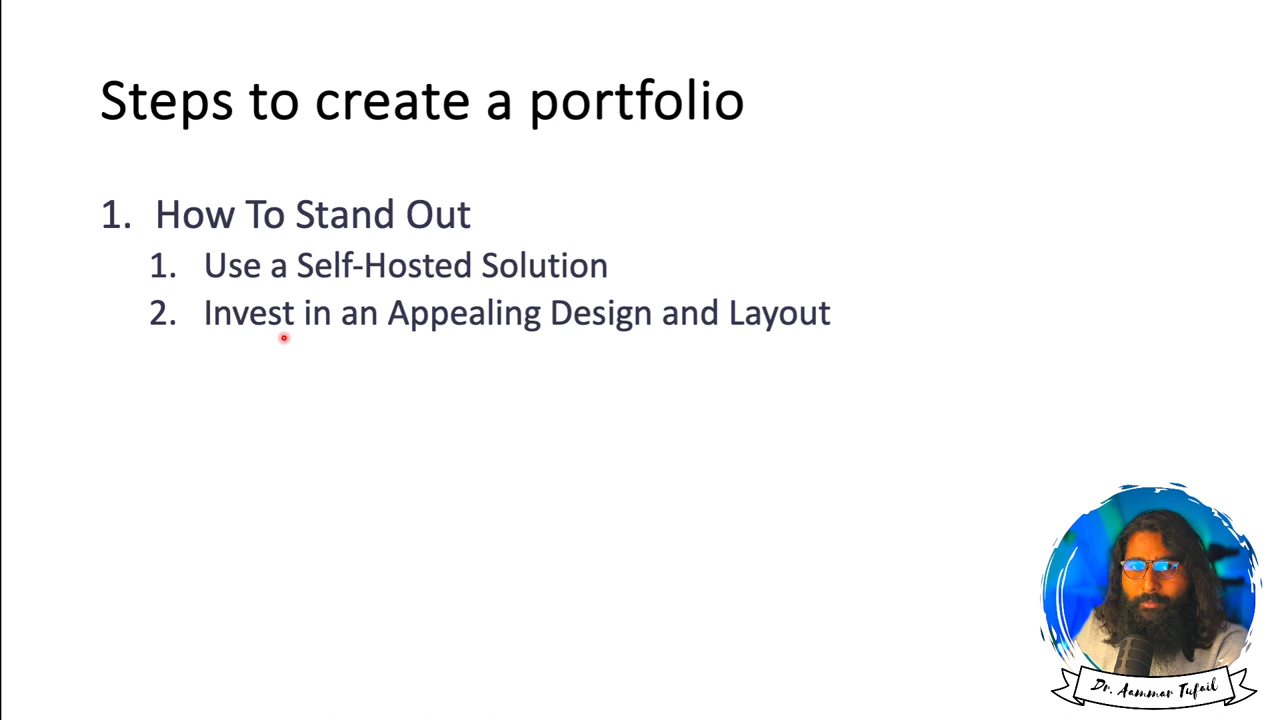 Steps to create a portfolio
1. How To Stand Out
1. Use a Self-Hosted Solution
2. Invest in an Appealing Design and Layout
Dr. Aammar Tufail